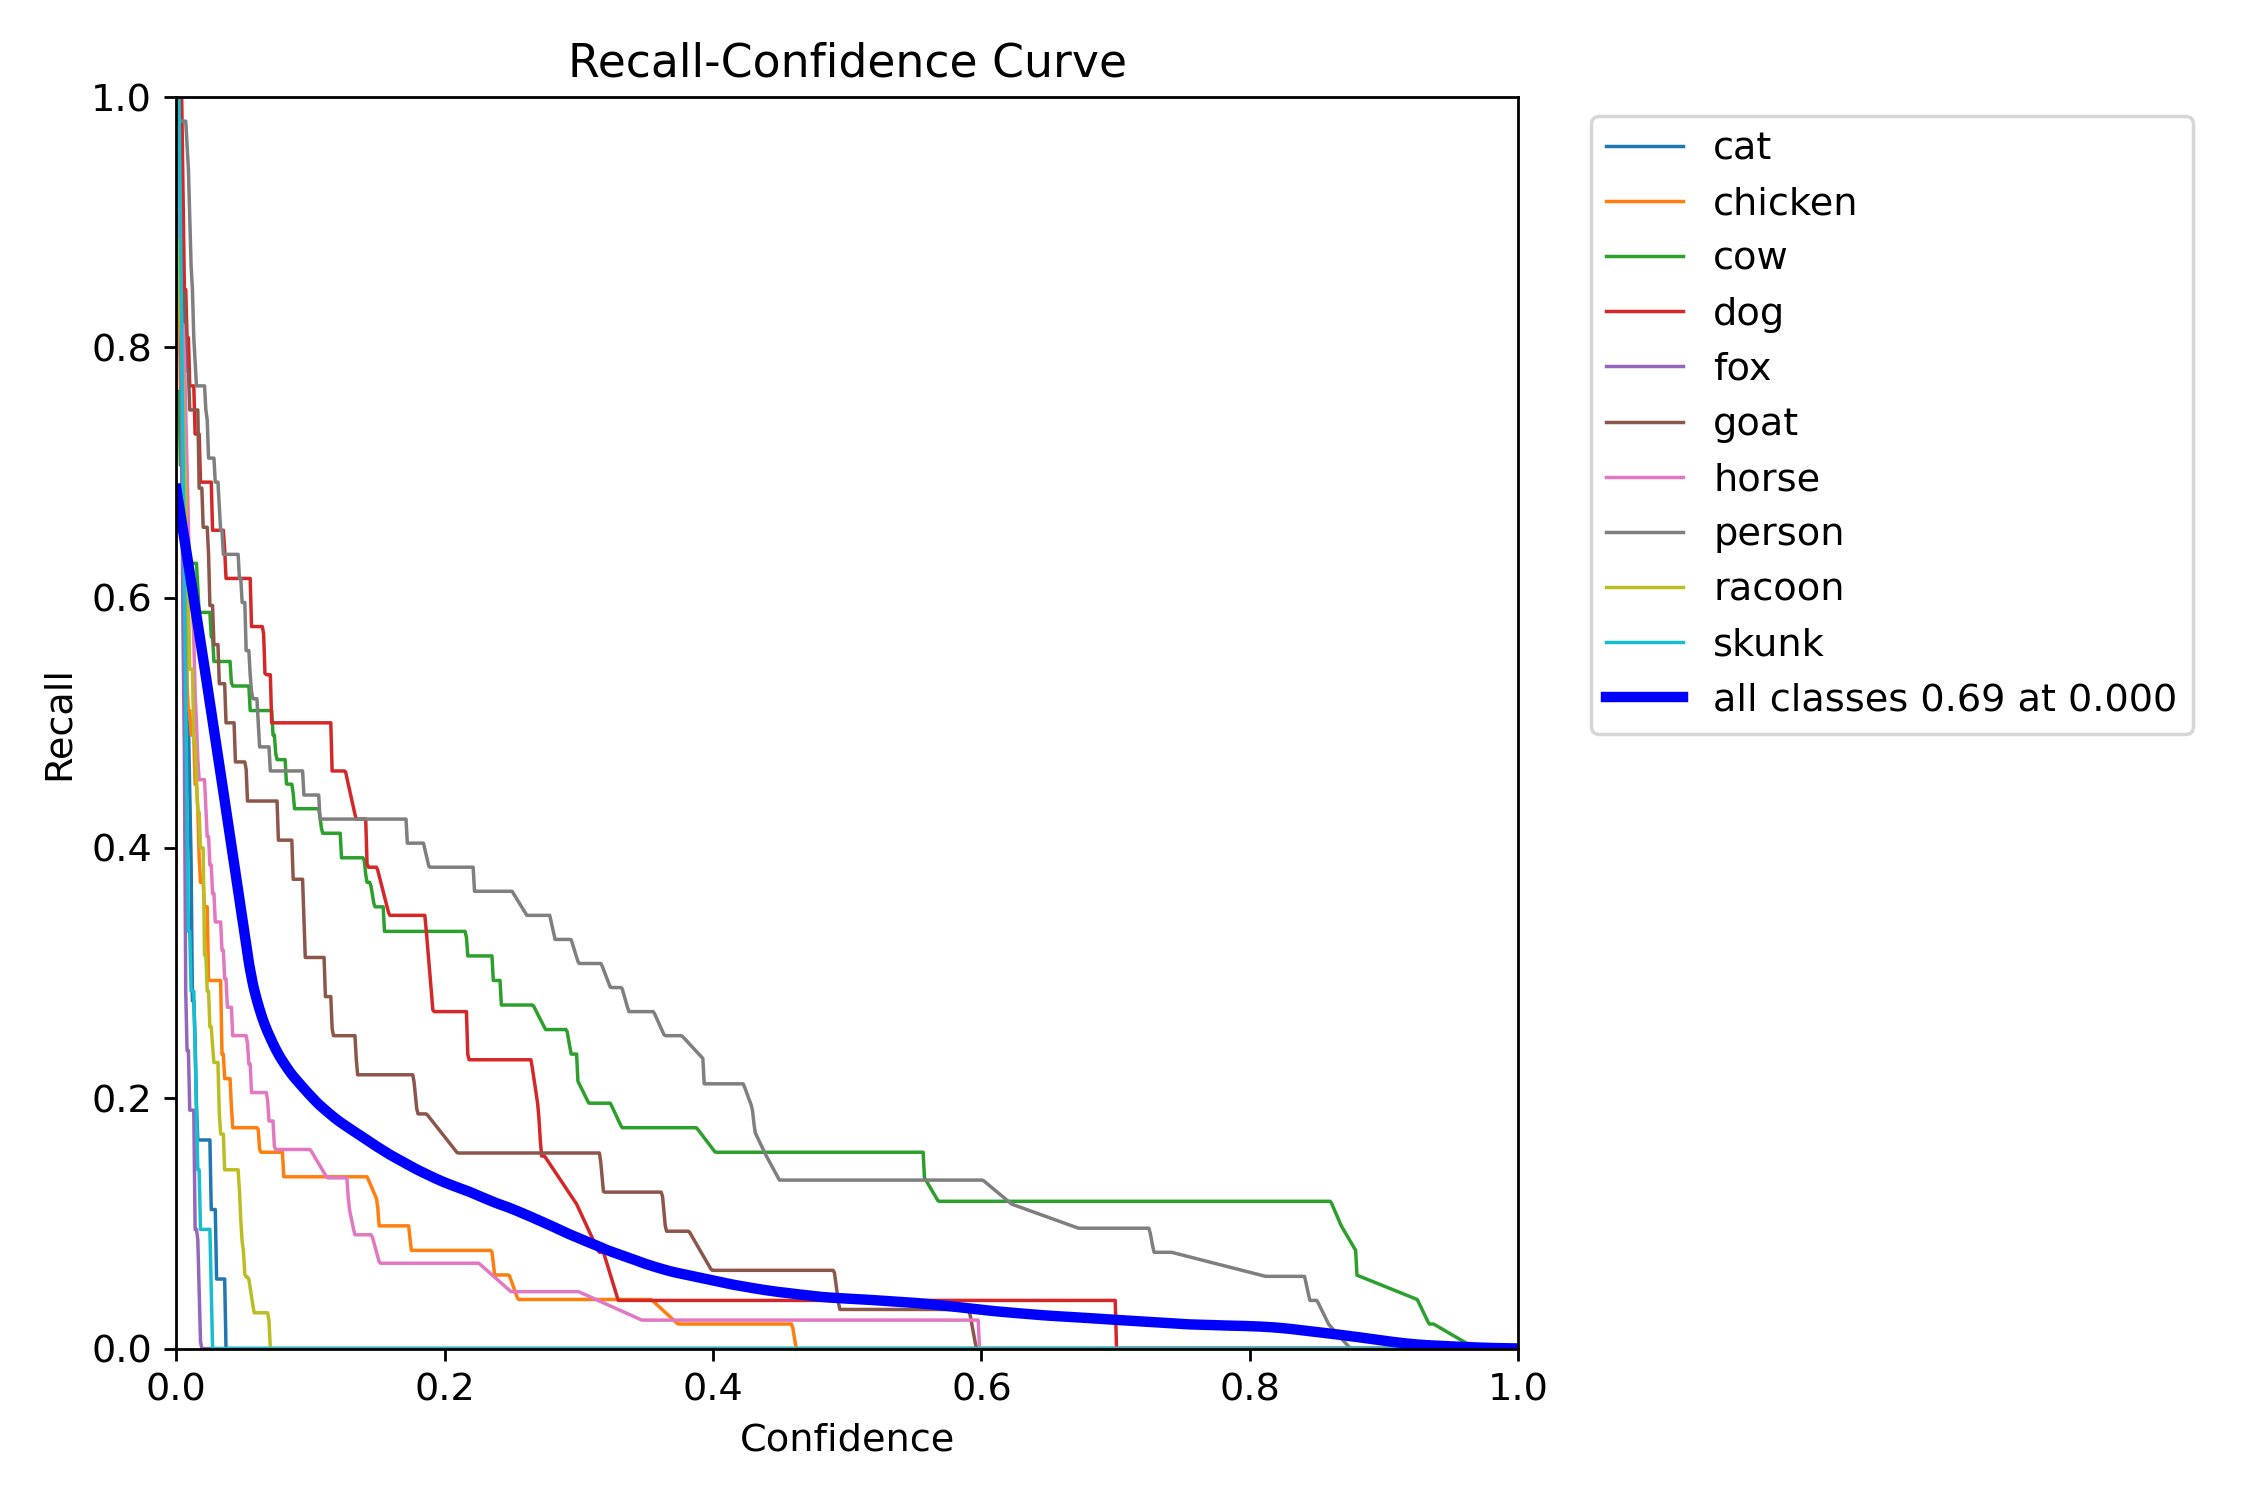 Recall-Confidence Curve
1.0
0.8
0.6
0.4
0.2
0.0
Recall
0.0 0.2 0.4 0.6 0.8 1.0
Confidence
cat
chicken
cow
dog
fox
goat
horse
person
racoon
skunk
all classes 0.69 at 0.000